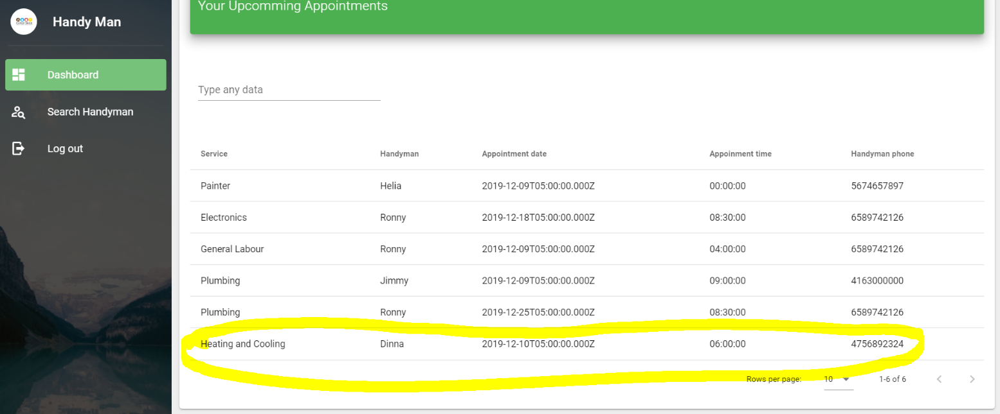 Handy Man
Dashboard
Search Handyman
Log out
Your Upcomming Appointments
Type any data
Service Handyman Appointment date Appoinment time Handyman phone
Painter Helia 2019-12-09T05:00:00.000Z 00:00:00 5674657897
Electronics Ronny 2019-12-18T05:00:00.000Z 08:30:00 6589742126
General Labour Ronny 2019-12-09T05:00:00.000Z 04:00:00 6589742126
Plumbing Jimmy 2019-12-09T05:00:00.000Z 09:00:00 4163000000
Plumbing Ronny 2019-12-25T05:00:00.000Z 08:30:00 6589742126
Heating and Cooling Dinna 2019-12-10T05:00:00.000Z 06:00:00 4756892324
Rows per page: 10 1-6 of 6